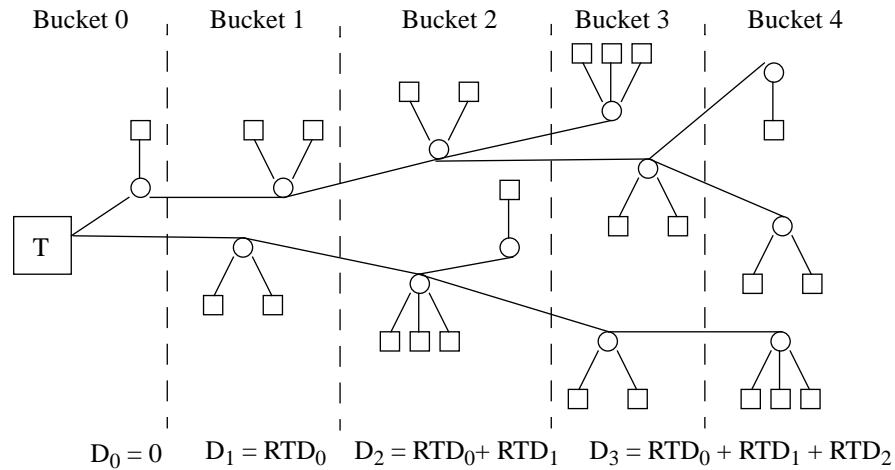 Bucket 0 Bucket 1 Bucket 2 Bucket 3 Bucket 4
T
D₀ = 0 D₁ = RTD₀ D₂ = RTD₀+ RTD₁ D₃ = RTD₀ + RTD₁ + RTD₂